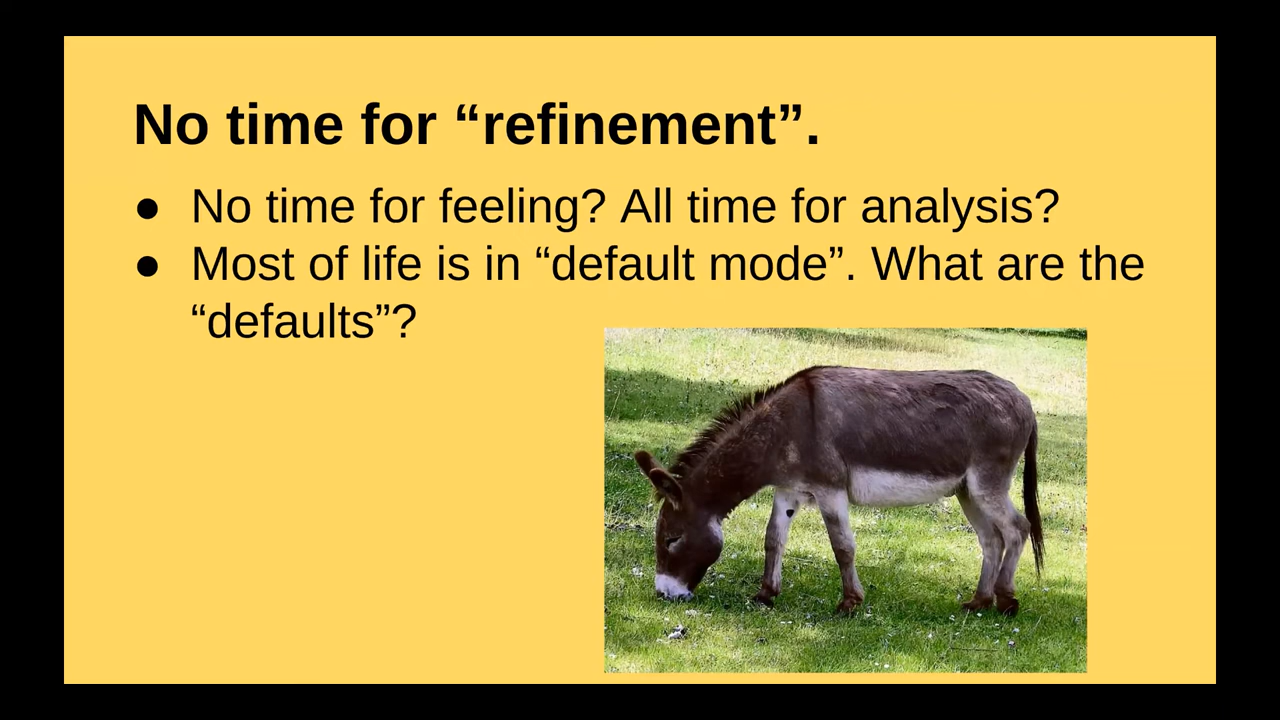 No time for “refinement”.
● No time for feeling? All time for analysis?
● Most of life is in “default mode”. What are the
“defaults”?